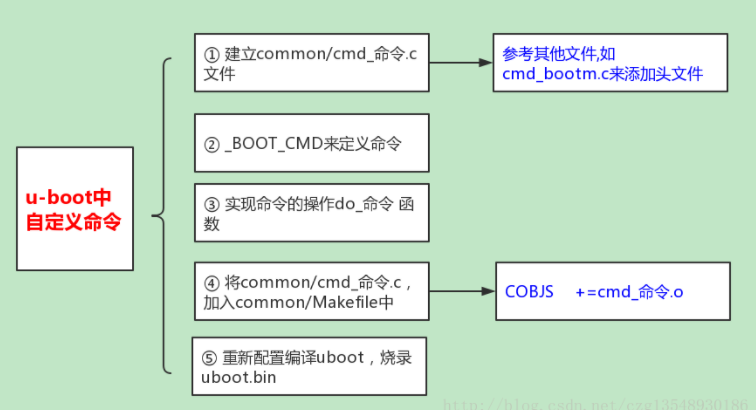 ① 建立common/cmd_命令.c
文件
参考其他文件,如
cmd_bootm.c来添加头文件
② _BOOT_CMD来定义命令
u-boot中
自定义命令
③ 实现命令的操作do_命令 函
数
④ 将common/cmd_命令.c，
加入common/Makefile中
COBJS +=cmd_命令.o
⑤ 重新配置编译uboot，烧录
uboot.bin
http://blog.csdn.net/czg13548930186